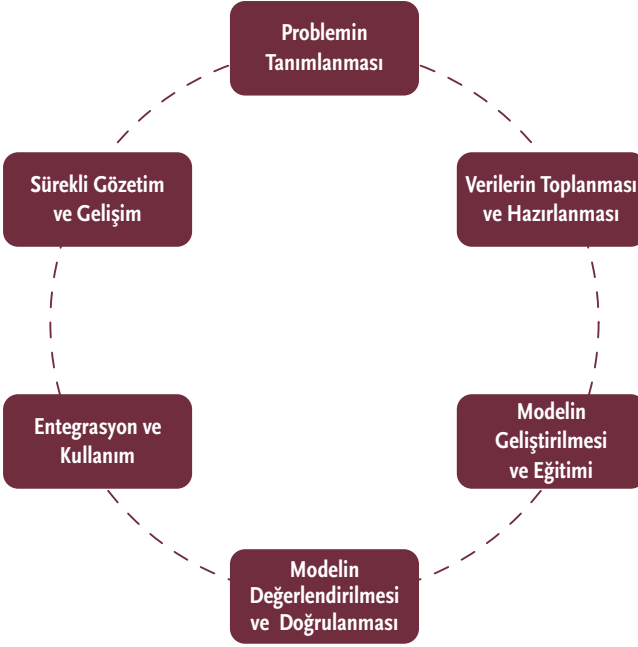 Problemin
Tanımlanması
Verilerin Toplanması
ve Hazırlanması
Modelin
Geliştirilmesi
ve Eğitimi
Modelin
Değerlendirilmesi
ve Doğrulanması
Entegrasyon ve
Kullanım
Sürekli Gözetim
ve Gelişim